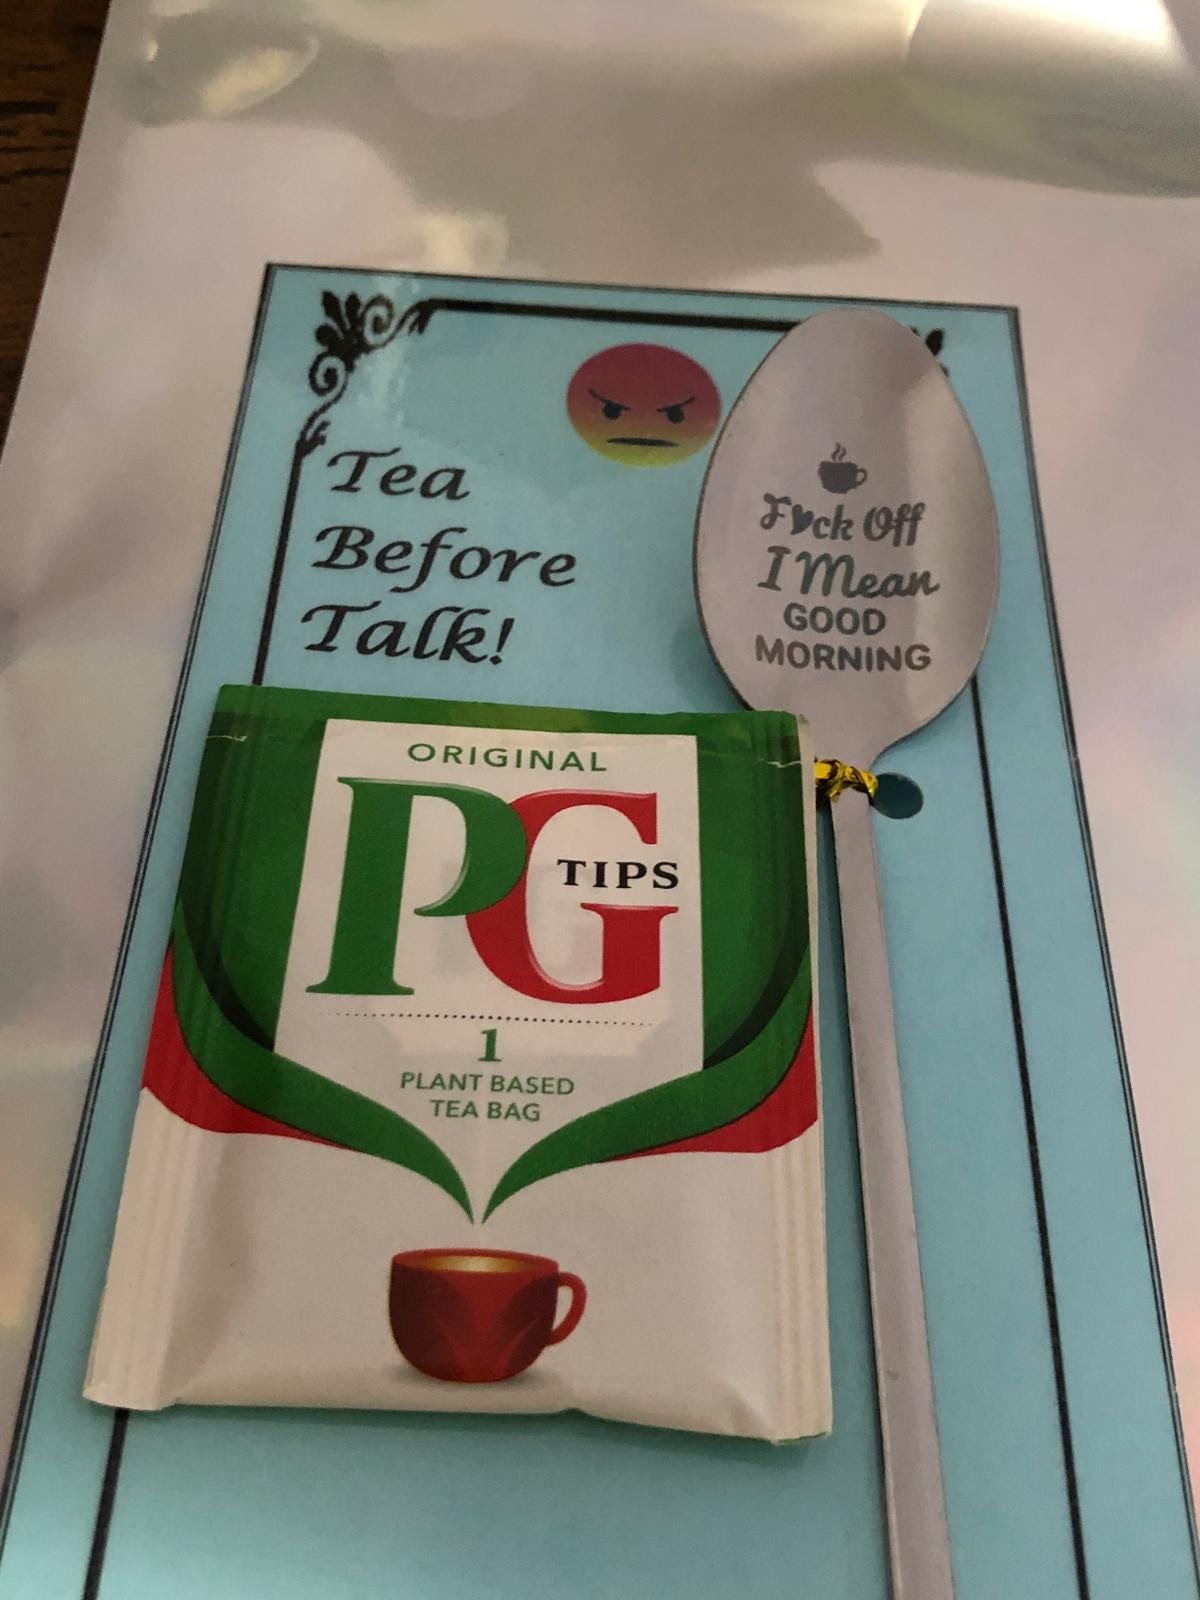 Tea
Before
Talk!
F♥ck Off
I Mean
GOOD
MORNING
ORIGINAL
PG
TIPS
1
PLANT BASED
TEA BAG